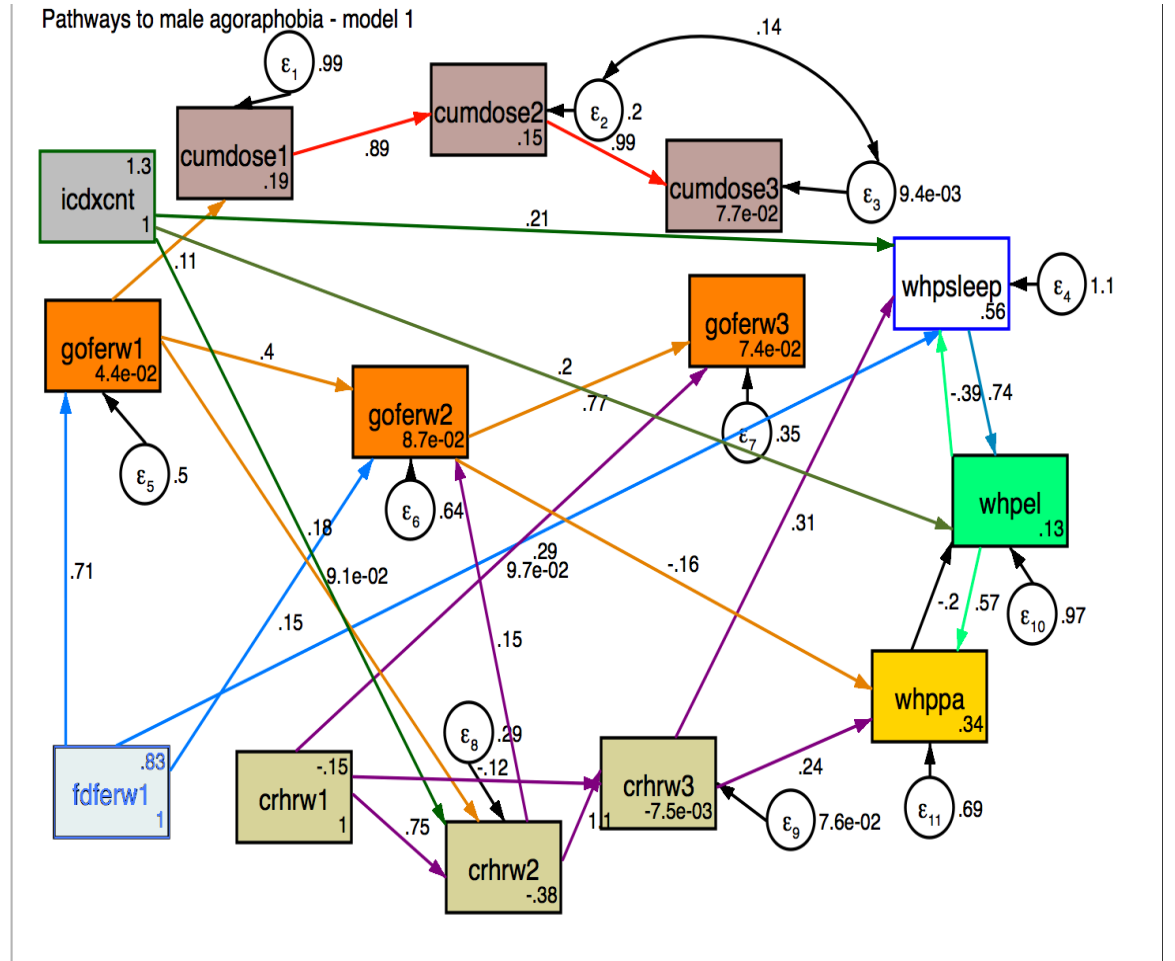 Pathways to male agoraphobia - model 1
.14
ε1 .99
cumdose2
.15
ε2 .2
cumdose1
.19
.89
.99
cumdose3
7.7e-02
ε3 9.4e-03
1.3
icdxcnt
1
.21
.11
whpsleep
.56
ε4 1.1
goferw1
4.4e-02
goferw3
7.4e-02
.4
.2
.77
-.39 .74
goferw2
8.7e-02
ε7 .35
ε5 .5
ε6 .64
whpel
.13
.31
.18
.29
9.7e-02
-.16
.71
9.1e-02
-.2 .57
ε10 .97
.15
.15
whppa
.34
ε8 .29
-.12
.83
fdferw1
1
-.15
crhrw1
1
crhrw3
-7.5e-03
.24
.75
1.1
ε9 7.6e-02
ε11 .69
crhrw2
-.38